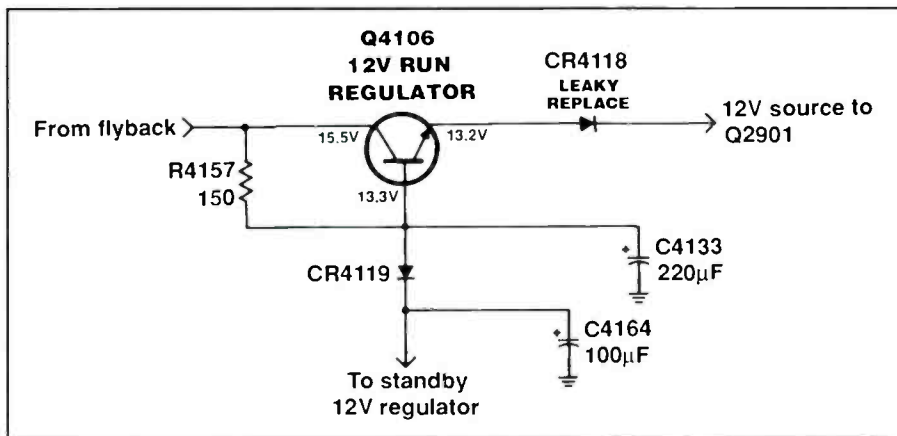 Q4106
12V RUN
REGULATOR
CR4118
LEAKY
REPLACE
From flyback
15.5V
13.2V
12V source to
Q2901
R4157
150
13.3V
CR4119
+
C4133
220µF
+
C4164
100µF
To standby
12V regulator